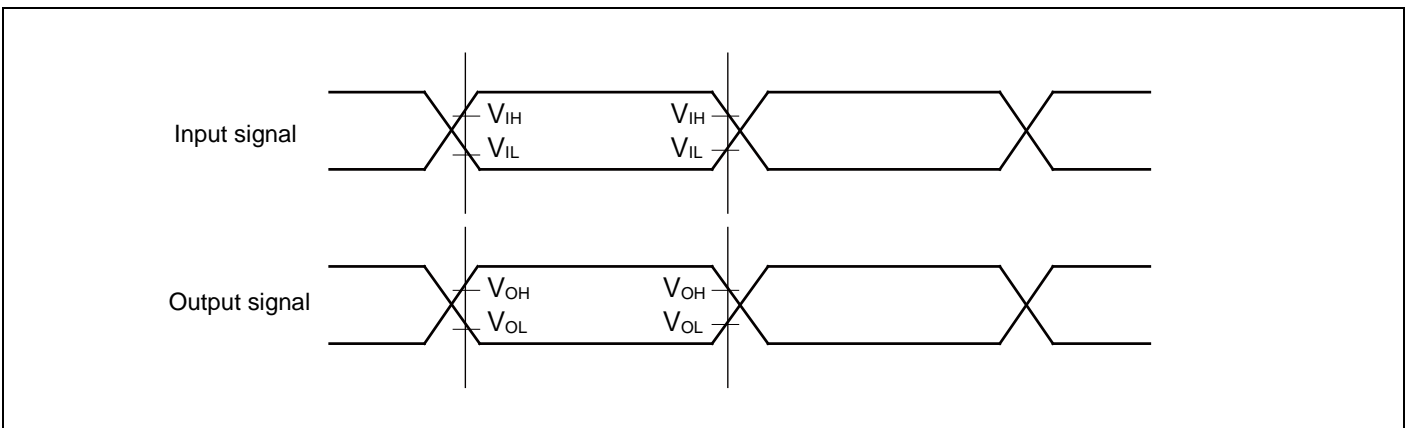 VIH VIH
Input signal
VIL VIL
VOH VOH
Output signal
VOL VOL